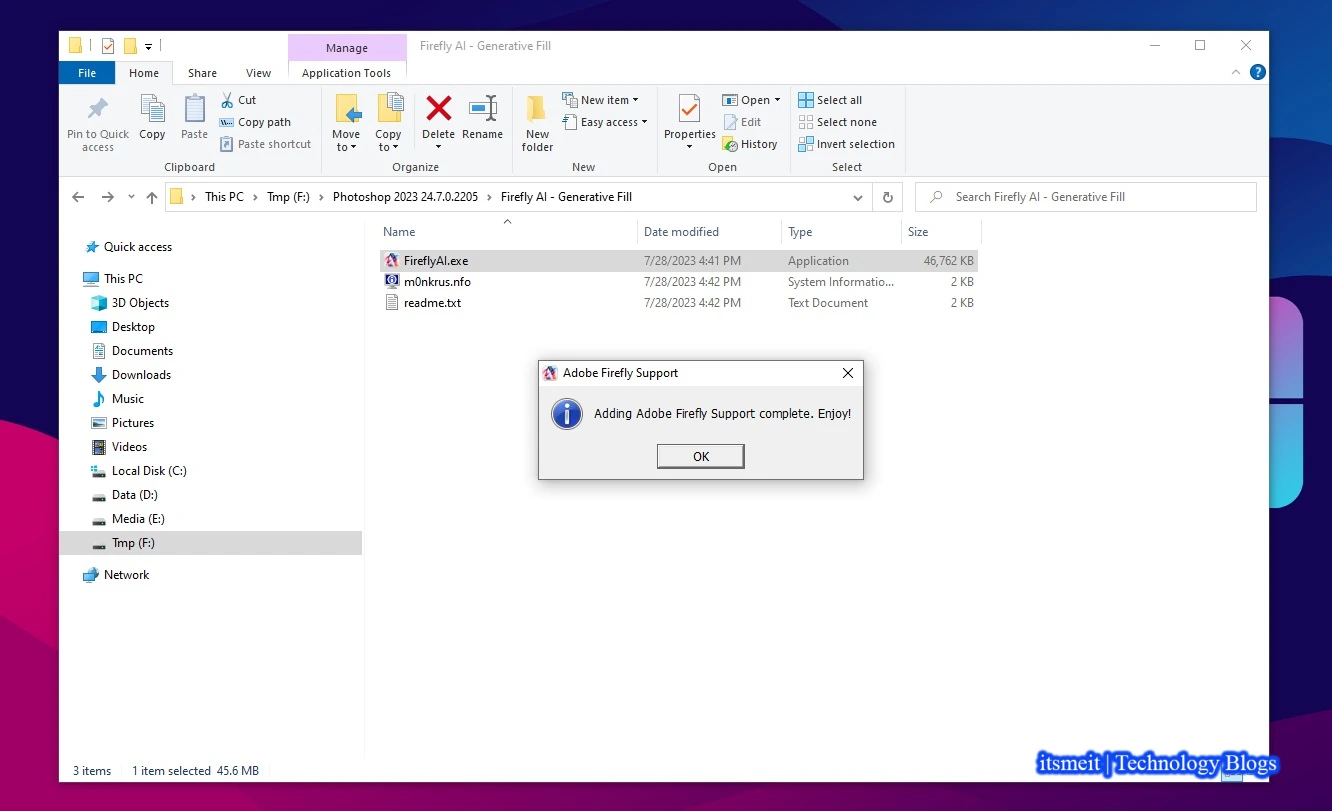 Manage
Firefly AI - Generative Fill
File
Home
Share
View
Application Tools
?
Pin to Quick access
Copy
Paste
Cut
Copy path
Paste shortcut
Clipboard
Move to
Copy to
Delete
Rename
Organize
New folder
New item
Easy access
New
Properties
Open
Edit
History
Open
Select all
Select none
Invert selection
Select
This PC
Tmp (F:)
Photoshop 2023 24.7.0.2205
Firefly AI - Generative Fill
Search Firefly AI - Generative Fill
Name
Date modified
Type
Size
FireflyAI.exe
7/28/2023 4:41 PM
Application
46,762 KB
m0nkrus.nfo
7/28/2023 4:42 PM
System Informatio...
2 KB
readme.txt
7/28/2023 4:42 PM
Text Document
2 KB
Quick access
This PC
3D Objects
Desktop
Documents
Downloads
Music
Pictures
Videos
Local Disk (C:)
Data (D:)
Media (E:)
Tmp (F:)
Network
Adobe Firefly Support
Adding Adobe Firefly Support complete. Enjoy!
OK
3 items
1 item selected 45.6 MB
itsmeit | Technology Blogs